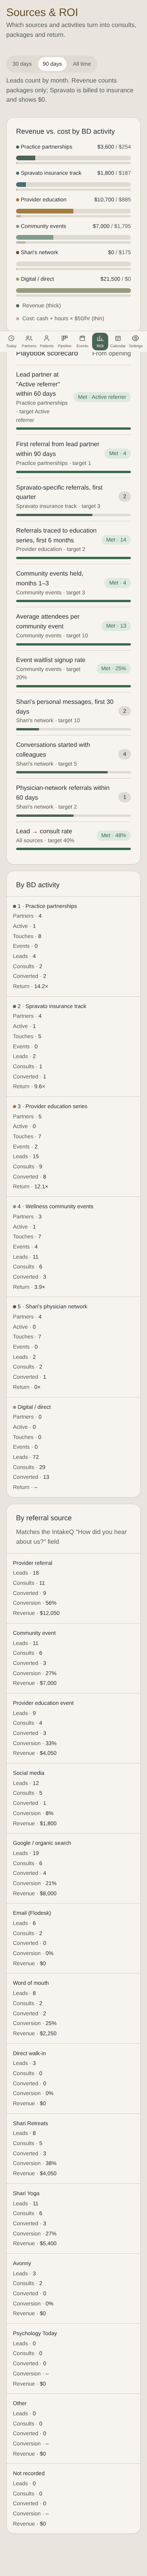 Sources & ROI
Which sources and activities turn into consults,
packages and return.
30 days
90 days
All time
Leads count by month. Revenue counts
packages only; Spravato is billed to insurance
and shows $0.
Revenue vs. cost by BD activity
Practice partnerships $3,600 / $254
Spravato insurance track $1,800 / $187
Provider education $10,700 / $885
Community events $7,000 / $1,795
Shari's network $0 / $175
Digital / direct $21,500 / $0
Revenue (thick)
Cost: cash + hours × $50/hr (thin)
Today Partners Patients Pipeline Events ROI Calendar Settings
Playbook scorecard From opening
Lead partner at
"Active referrer"
within 60 days
Practice partnerships
· target Active
referrer
Met · Active referrer
First referral from lead partner
within 90 days
Practice partnerships · target 1
Met · 4
Spravato-specific referrals, first
quarter
Spravato insurance track · target 3
2
Referrals traced to education
series, first 6 months
Provider education · target 2
Met · 14
Community events held,
months 1–3
Community events · target 3
Met · 4
Average attendees per
community event
Community events · target 10
Met · 13
Event waitlist signup rate
Community events · target
20%
Met · 25%
Shari's personal messages, first 30
days
Shari's network · target 10
2
Conversations started with
colleagues
Shari's network · target 5
4
Physician-network referrals within
60 days
Shari's network · target 2
1
Lead → consult rate
All sources · target 40%
Met · 48%
By BD activity
1 · Practice partnerships
Partners · 4
Active · 1
Touches · 8
Events · 0
Leads · 4
Consults · 2
Converted · 2
Return · 14.2×
2 · Spravato insurance track
Partners · 4
Active · 1
Touches · 5
Events · 0
Leads · 2
Consults · 1
Converted · 1
Return · 9.6×
3 · Provider education series
Partners · 5
Active · 0
Touches · 7
Events · 2
Leads · 15
Consults · 9
Converted · 8
Return · 12.1×
4 · Wellness community events
Partners · 3
Active · 1
Touches · 7
Events · 4
Leads · 11
Consults · 6
Converted · 3
Return · 3.9×
5 · Shari's physician network
Partners · 4
Active · 0
Touches · 7
Events · 0
Leads · 2
Consults · 2
Converted · 1
Return · 0×
Digital / direct
Partners · 0
Active · 0
Touches · 0
Events · 0
Leads · 72
Consults · 29
Converted · 13
Return · –
By referral source
Matches the IntakeQ "How did you hear
about us?" field
Provider referral
Leads · 16
Consults · 11
Converted · 9
Conversion · 56%
Revenue · $12,050
Community event
Leads · 11
Consults · 6
Converted · 3
Conversion · 27%
Revenue · $7,000
Provider education event
Leads · 9
Consults · 4
Converted · 3
Conversion · 33%
Revenue · $4,050
Social media
Leads · 12
Consults · 5
Converted · 1
Conversion · 8%
Revenue · $1,800
Google / organic search
Leads · 19
Consults · 6
Converted · 4
Conversion · 21%
Revenue · $8,000
Email (Flodesk)
Leads · 6
Consults · 2
Converted · 0
Conversion · 0%
Revenue · $0
Word of mouth
Leads · 8
Consults · 2
Converted · 2
Conversion · 25%
Revenue · $2,250
Direct walk-in
Leads · 3
Consults · 0
Converted · 0
Conversion · 0%
Revenue · $0
Shari Retreats
Leads · 8
Consults · 5
Converted · 3
Conversion · 38%
Revenue · $4,050
Shari Yoga
Leads · 11
Consults · 6
Converted · 3
Conversion · 27%
Revenue · $5,400
Avonny
Leads · 3
Consults · 2
Converted · 0
Conversion · 0%
Revenue · $0
Psychology Today
Leads · 0
Consults · 0
Converted · 0
Conversion · –
Revenue · $0
Other
Leads · 0
Consults · 0
Converted · 0
Conversion · –
Revenue · $0
Not recorded
Leads · 0
Consults · 0
Converted · 0
Conversion · –
Revenue · $0